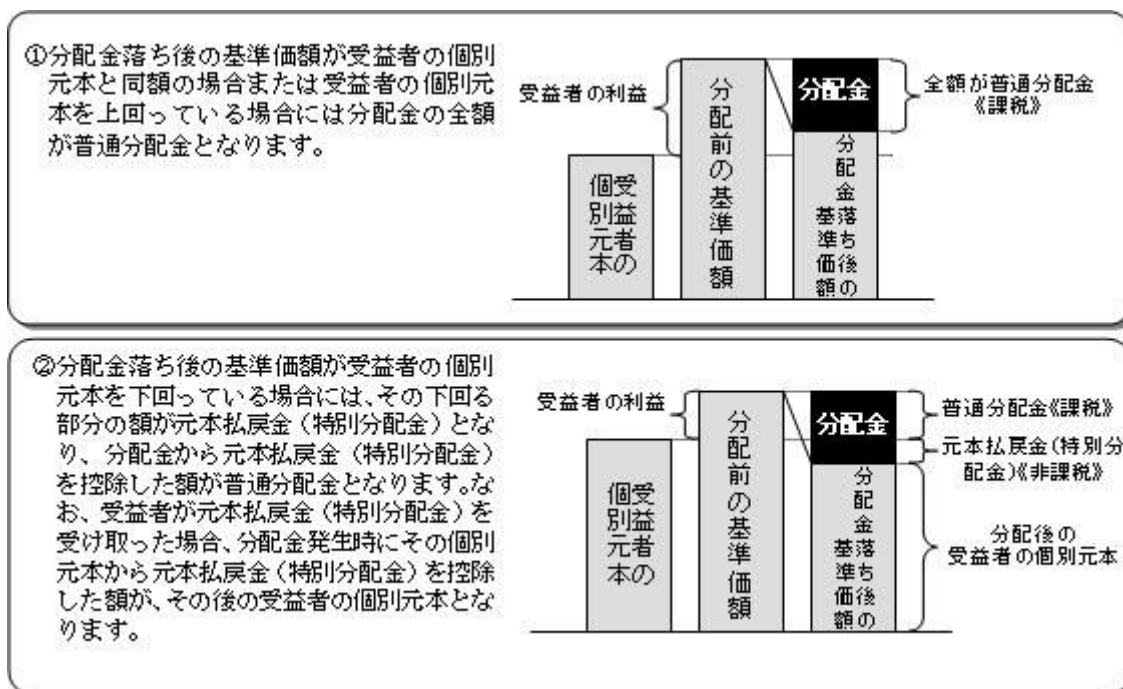 ①分配金落ち後の基準価額が受益者の個別
元本と同額の場合または受益者の個別元
本を上回っている場合には分配金の全額
が普通分配金となります。
受益者の利益
受益者の
個別元本
分配前の基準価額
分配金
分配金落ち後の
基準価額
全額が普通分配金
《課税》
②分配金落ち後の基準価額が受益者の個別
元本を下回っている場合には、その下回る
部分の額が元本払戻金（特別分配金）とな
り、分配金から元本払戻金（特別分配金）
を控除した額が普通分配金となります。な
お、受益者が元本払戻金（特別分配金）を
受け取った場合、分配金発生時にその個別
元本から元本払戻金（特別分配金）を控除
した額が、その後の受益者の個別元本とな
ります。
受益者の利益
受益者の
個別元本
分配前の基準価額
分配金
分配金落ち後の
基準価額
普通分配金《課税》
元本払戻金（特別分
配金）《非課税》
分配後の
受益者の個別元本